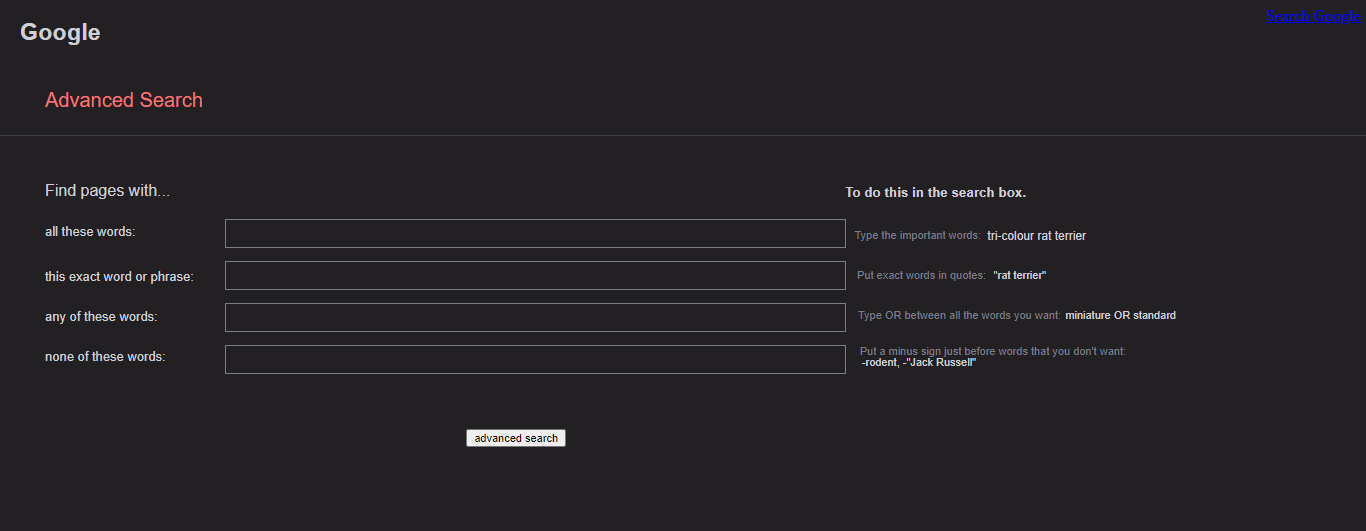 Google
Search Google
Advanced Search
Find pages with...
To do this in the search box.
all these words:
Type the important words: tri-colour rat terrier
this exact word or phrase:
Put exact words in quotes: "rat terrier"
any of these words:
Type OR between all the words you want: miniature OR standard
none of these words:
Put a minus sign just before words that you don't want:
-rodent, -"Jack Russell"
advanced search